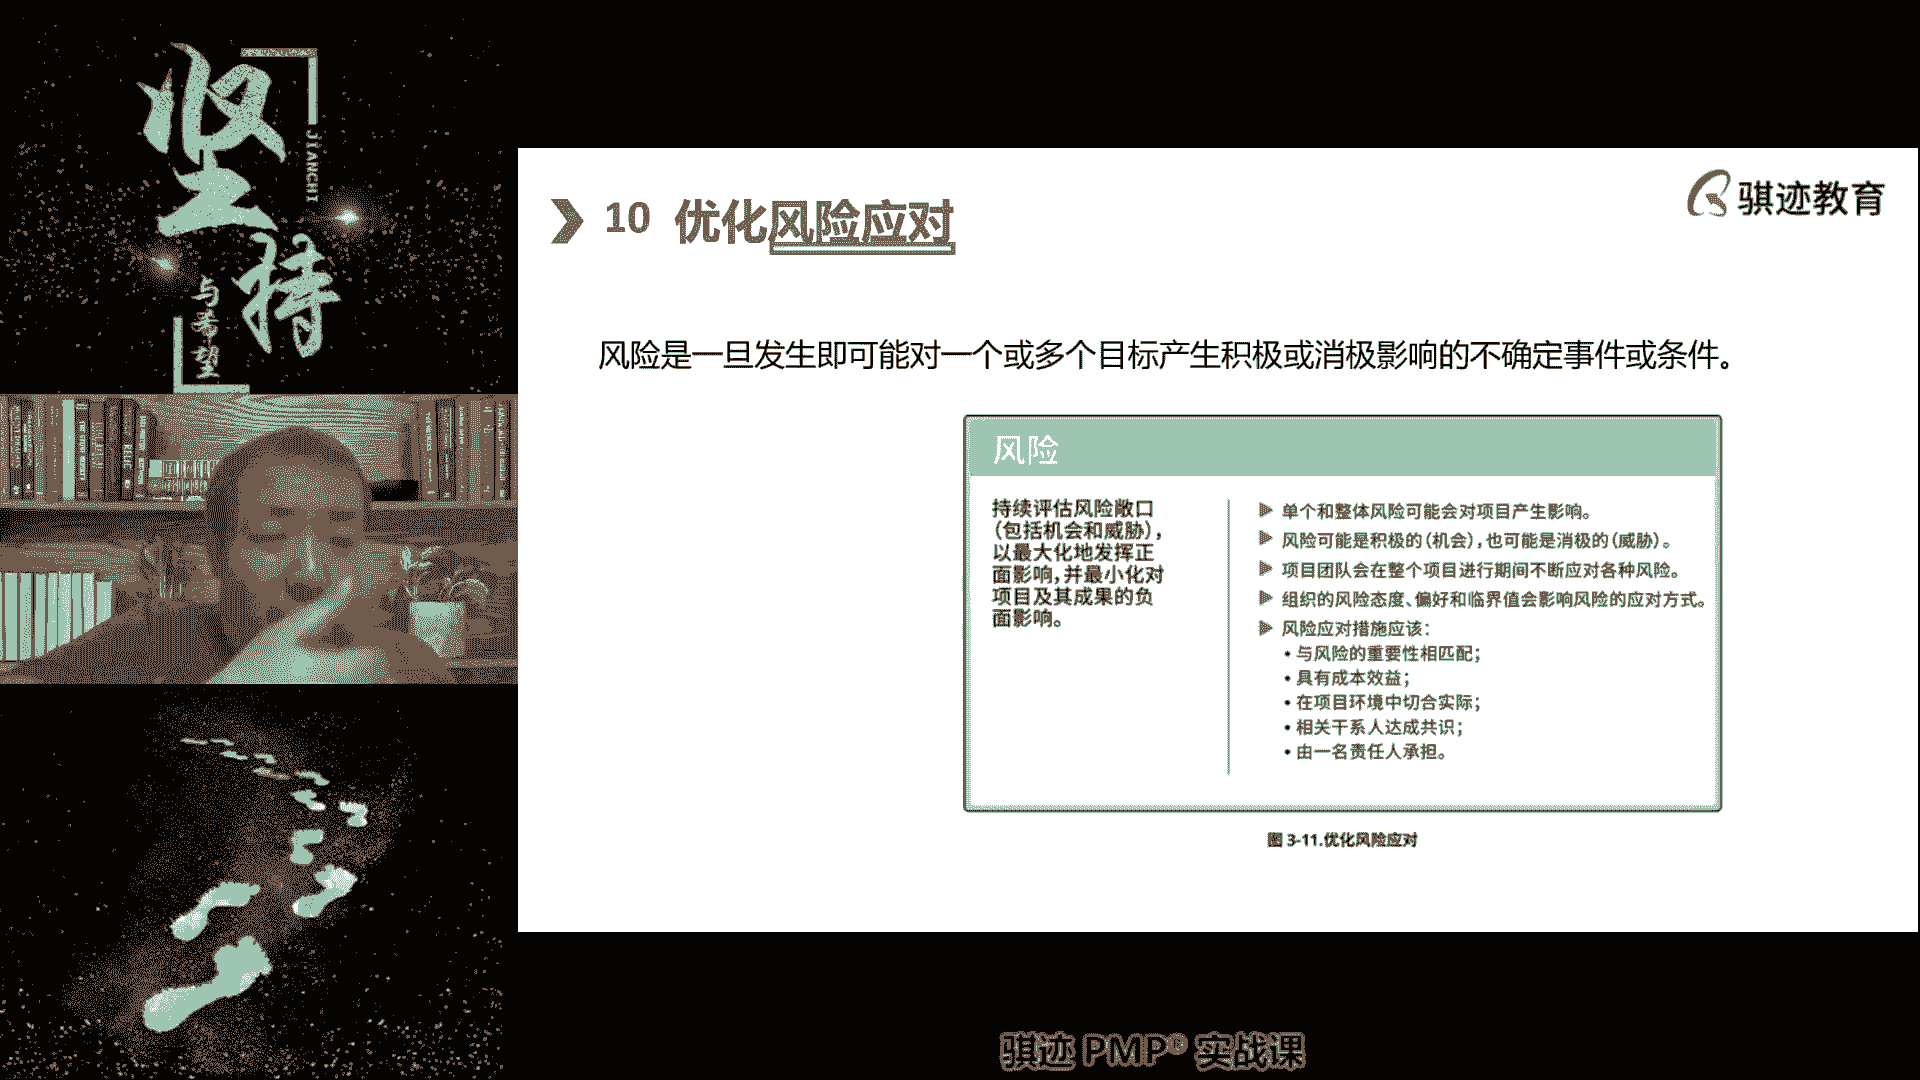 坚持
JIANCHI
与希望
10 优化风险应对
骐迹教育
风险是一旦发生即可能对一个或多个目标产生积极或消极影响的不确定事件或条件。
风险
持续评估风险敞口
(包括机会和威胁),
以最大化地发挥正
面影响,并最小化对
项目及其成果的负
面影响。
单个和整体风险可能会对项目产生影响。
风险可能是积极的(机会),也可能是消极的(威胁)。
项目团队会在整个项目进行期间不断应对各种风险。
组织的风险态度、偏好和临界值会影响风险的应对方式。
风险应对措施应该:
• 与风险的重要性相匹配;
• 具有成本效益;
• 在项目环境中切合实际;
• 相关干系人达成共识;
• 由一名责任人承担。
图 3-11.优化风险应对
骐迹 PMP® 实战课